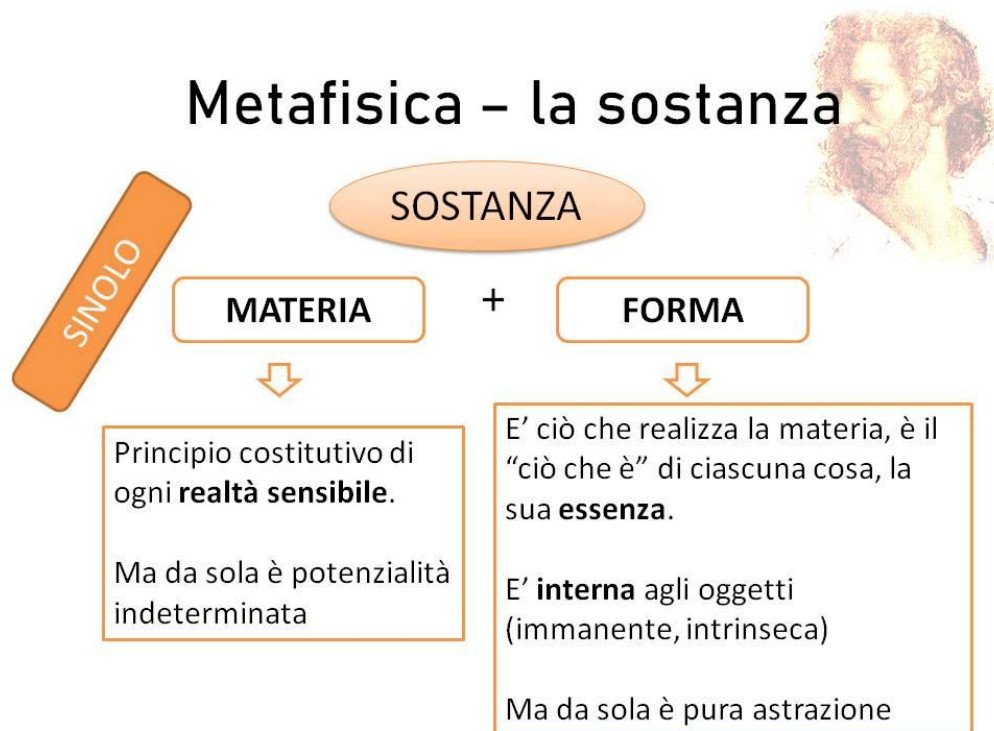 Metafisica – la sostanza
SOSTANZA
SINOLO
MATERIA
+
FORMA
Principio costitutivo di
ogni realtà sensibile.
Ma da sola è potenzialità
indeterminata
E’ ciò che realizza la materia, è il
“ciò che è” di ciascuna cosa, la
sua essenza.
E’ interna agli oggetti
(immanente, intrinseca)
Ma da sola è pura astrazione